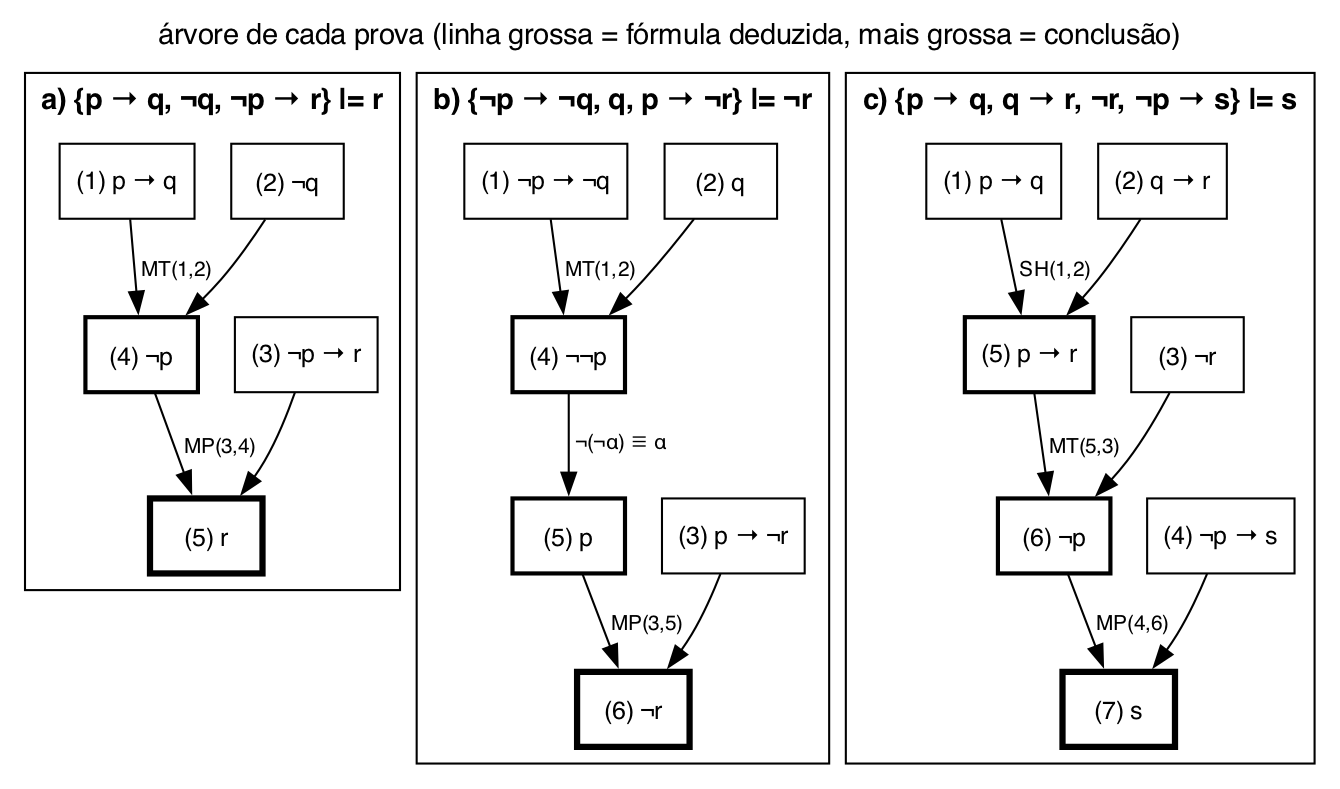 árvore de cada prova (linha grossa = fórmula deduzida, mais grossa = conclusão)
a) {p → q, ¬q, ¬p → r} |= r
(1) p → q
(2) ¬q
MT(1,2)
(4) ¬p
(3) ¬p → r
MP(3,4)
(5) r
b) {¬p → ¬q, q, p → ¬r} |= ¬r
(1) ¬p → ¬q
(2) q
MT(1,2)
(4) ¬¬p
¬(¬α) ≡ α
(5) p
(3) p → ¬r
MP(3,5)
(6) ¬r
c) {p → q, q → r, ¬r, ¬p → s} |= s
(1) p → q
(2) q → r
SH(1,2)
(5) p → r
(3) ¬r
MT(5,3)
(6) ¬p
(4) ¬p → s
MP(4,6)
(7) s